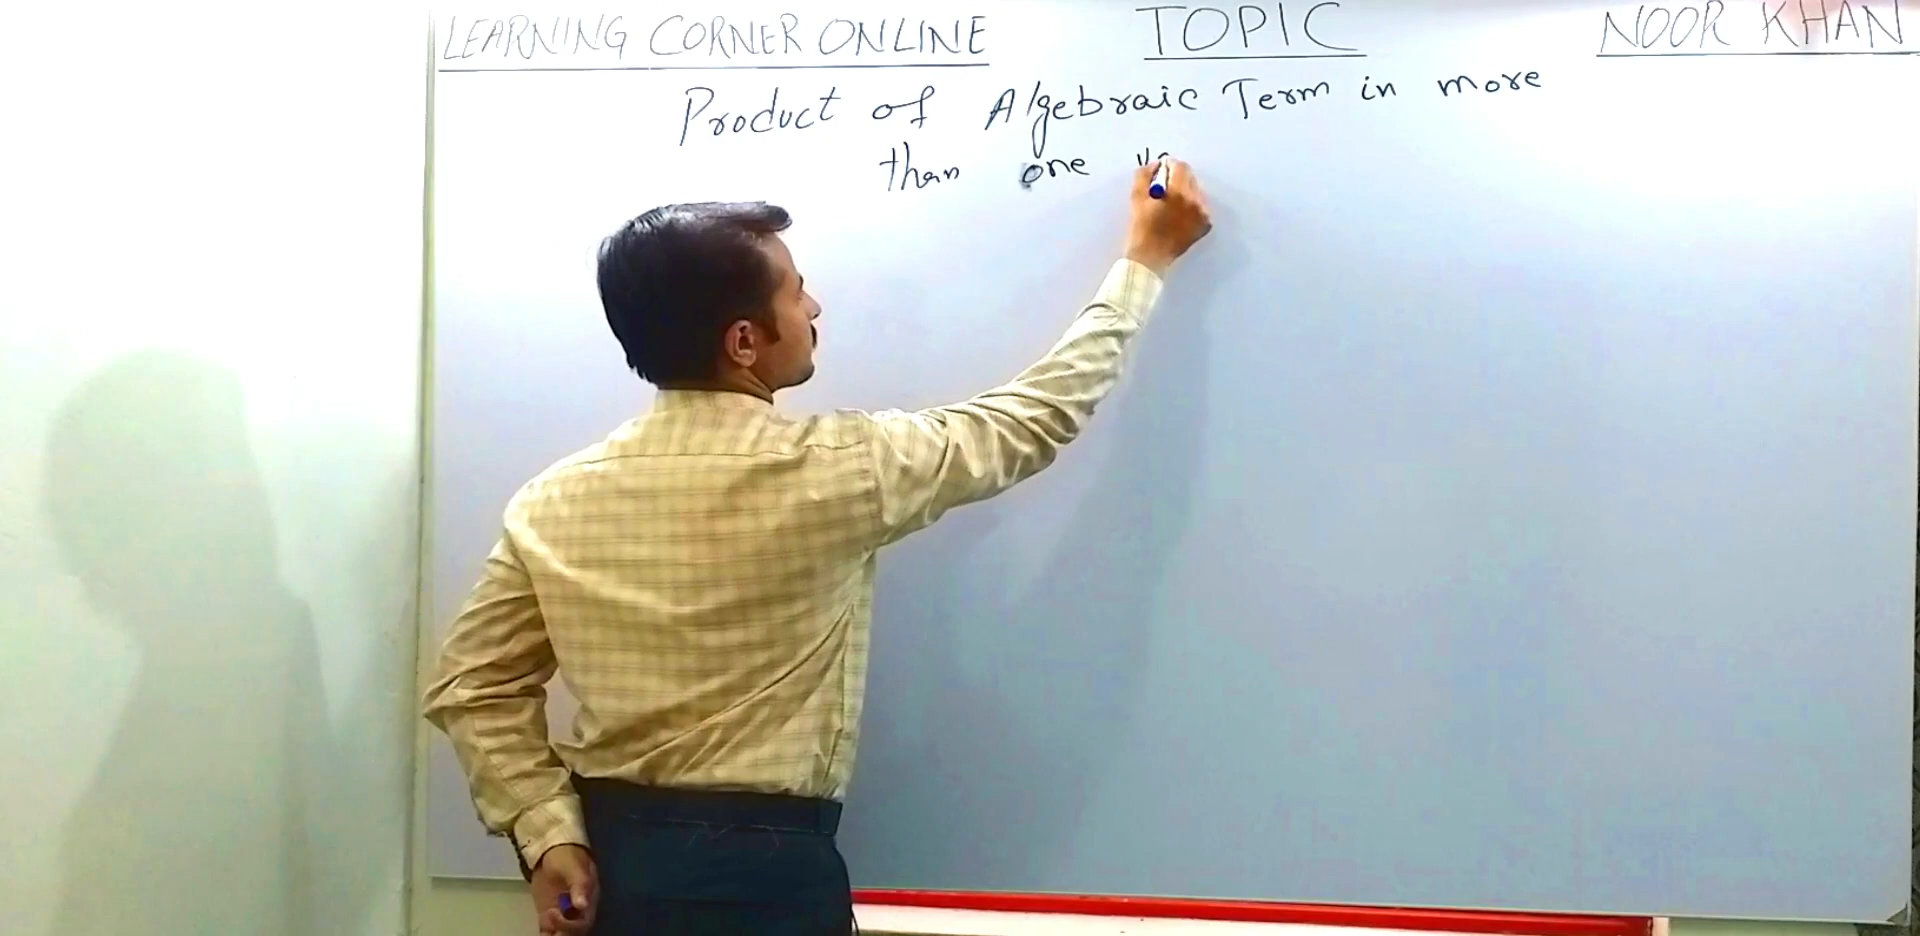 LEARNING CORNER ONLINE TOPIC NOOR KHAN
Product of Algebraic Term in more
than one